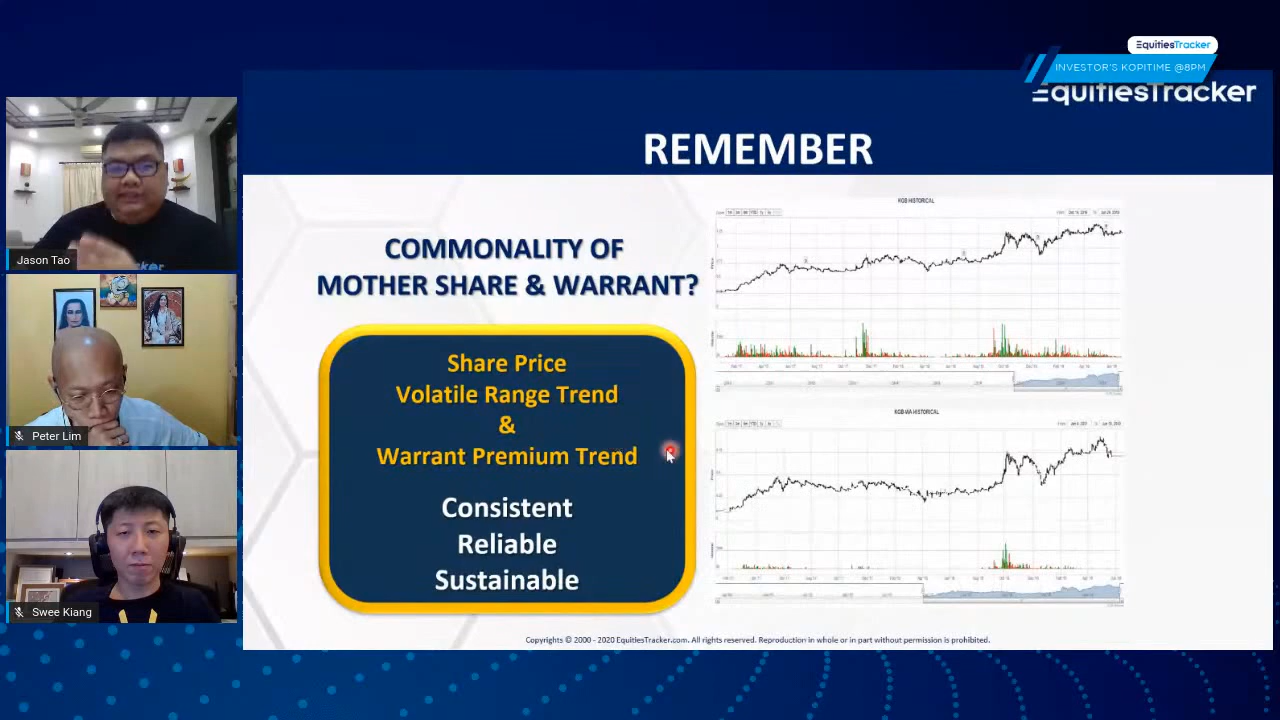 EquitiesTracker
INVESTOR'S KOPITIME @8PM
EquitiesTracker
REMEMBER
Jason Tao
Peter Lim
Swee Kiang
COMMONALITY OF
MOTHER SHARE & WARRANT?
Share Price
Volatile Range Trend
&
Warrant Premium Trend
Consistent
Reliable
Sustainable
KGB HISTORICAL
KGB-WA HISTORICAL
Copyrights © 2000 - 2020 EquitiesTracker.com. All rights reserved. Reproduction in whole or in part without permission is prohibited.